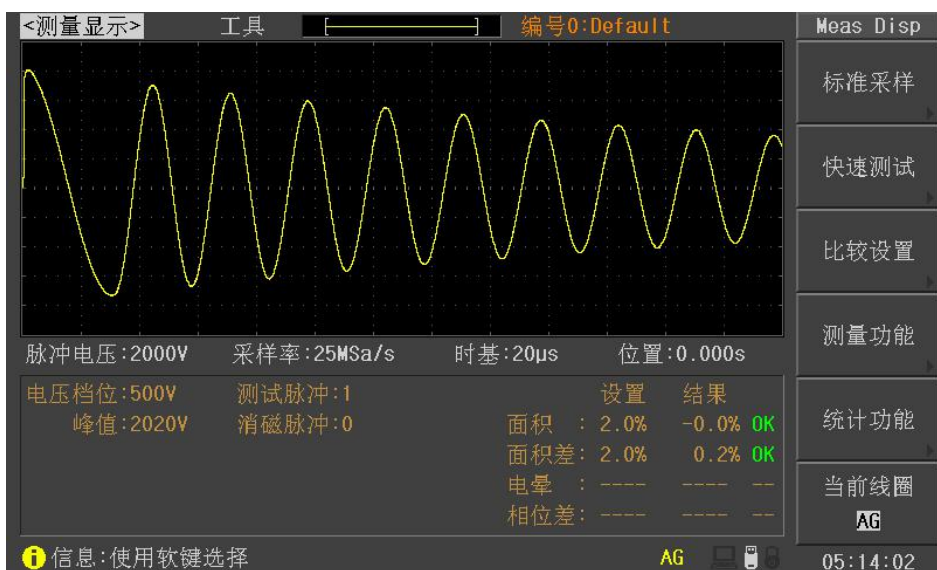 <测量显示> 工具 编号0:Default Meas Disp
标准采样
快速测试
比较设置
测量功能
统计功能
当前线圈
AG
脉冲电压:2000V 采样率:25MSa/s 时基:20μs 位置:0.000s
电压档位:500V 测试脉冲:1 设置 结果
峰值:2020V 消磁脉冲:0 面积 : 2.0% -0.0% OK
面积差: 2.0% 0.2% OK
电晕 : ---- ---- --
相位差: ---- ---- --
信息:使用软键选择 AG 05:14:02